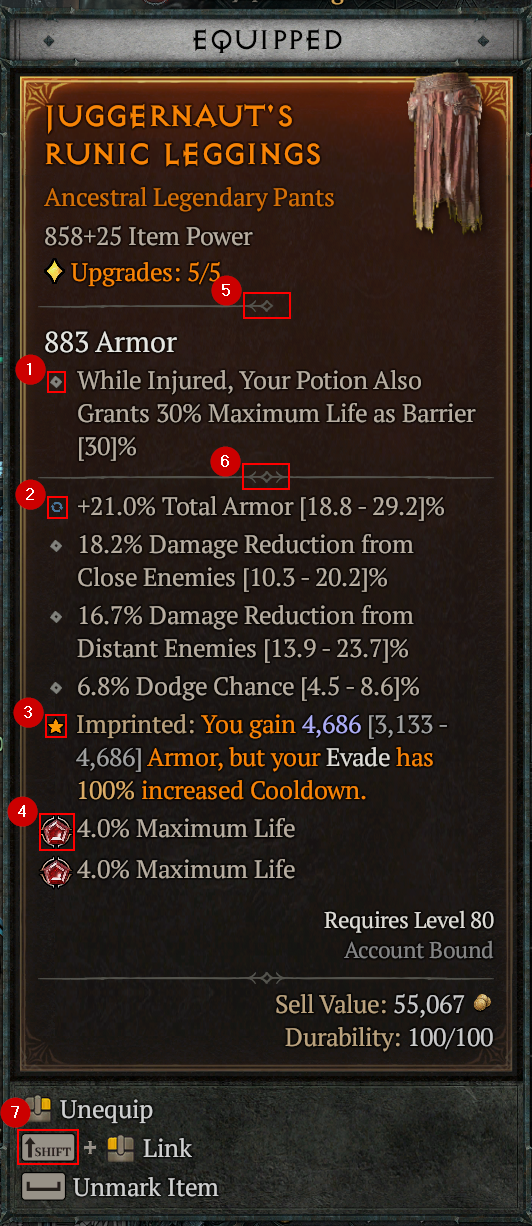 EQUIPPED
JUGGERNAUT'S
RUNIC LEGGINGS
Ancestral Legendary Pants
858+25 Item Power
Upgrades: 5/5
5
883 Armor
1
While Injured, Your Potion Also
Grants 30% Maximum Life as Barrier
[30]%
6
2
+21.0% Total Armor [18.8 - 29.2]%
18.2% Damage Reduction from
Close Enemies [10.3 - 20.2]%
16.7% Damage Reduction from
Distant Enemies [13.9 - 23.7]%
6.8% Dodge Chance [4.5 - 8.6]%
3
Imprinted: You gain 4,686 [3,133 -
4,686] Armor, but your Evade has
100% increased Cooldown.
4
4.0% Maximum Life
4.0% Maximum Life
Requires Level 80
Account Bound
Sell Value: 55,067
Durability: 100/100
7
Unequip
SHIFT + Link
Unmark Item